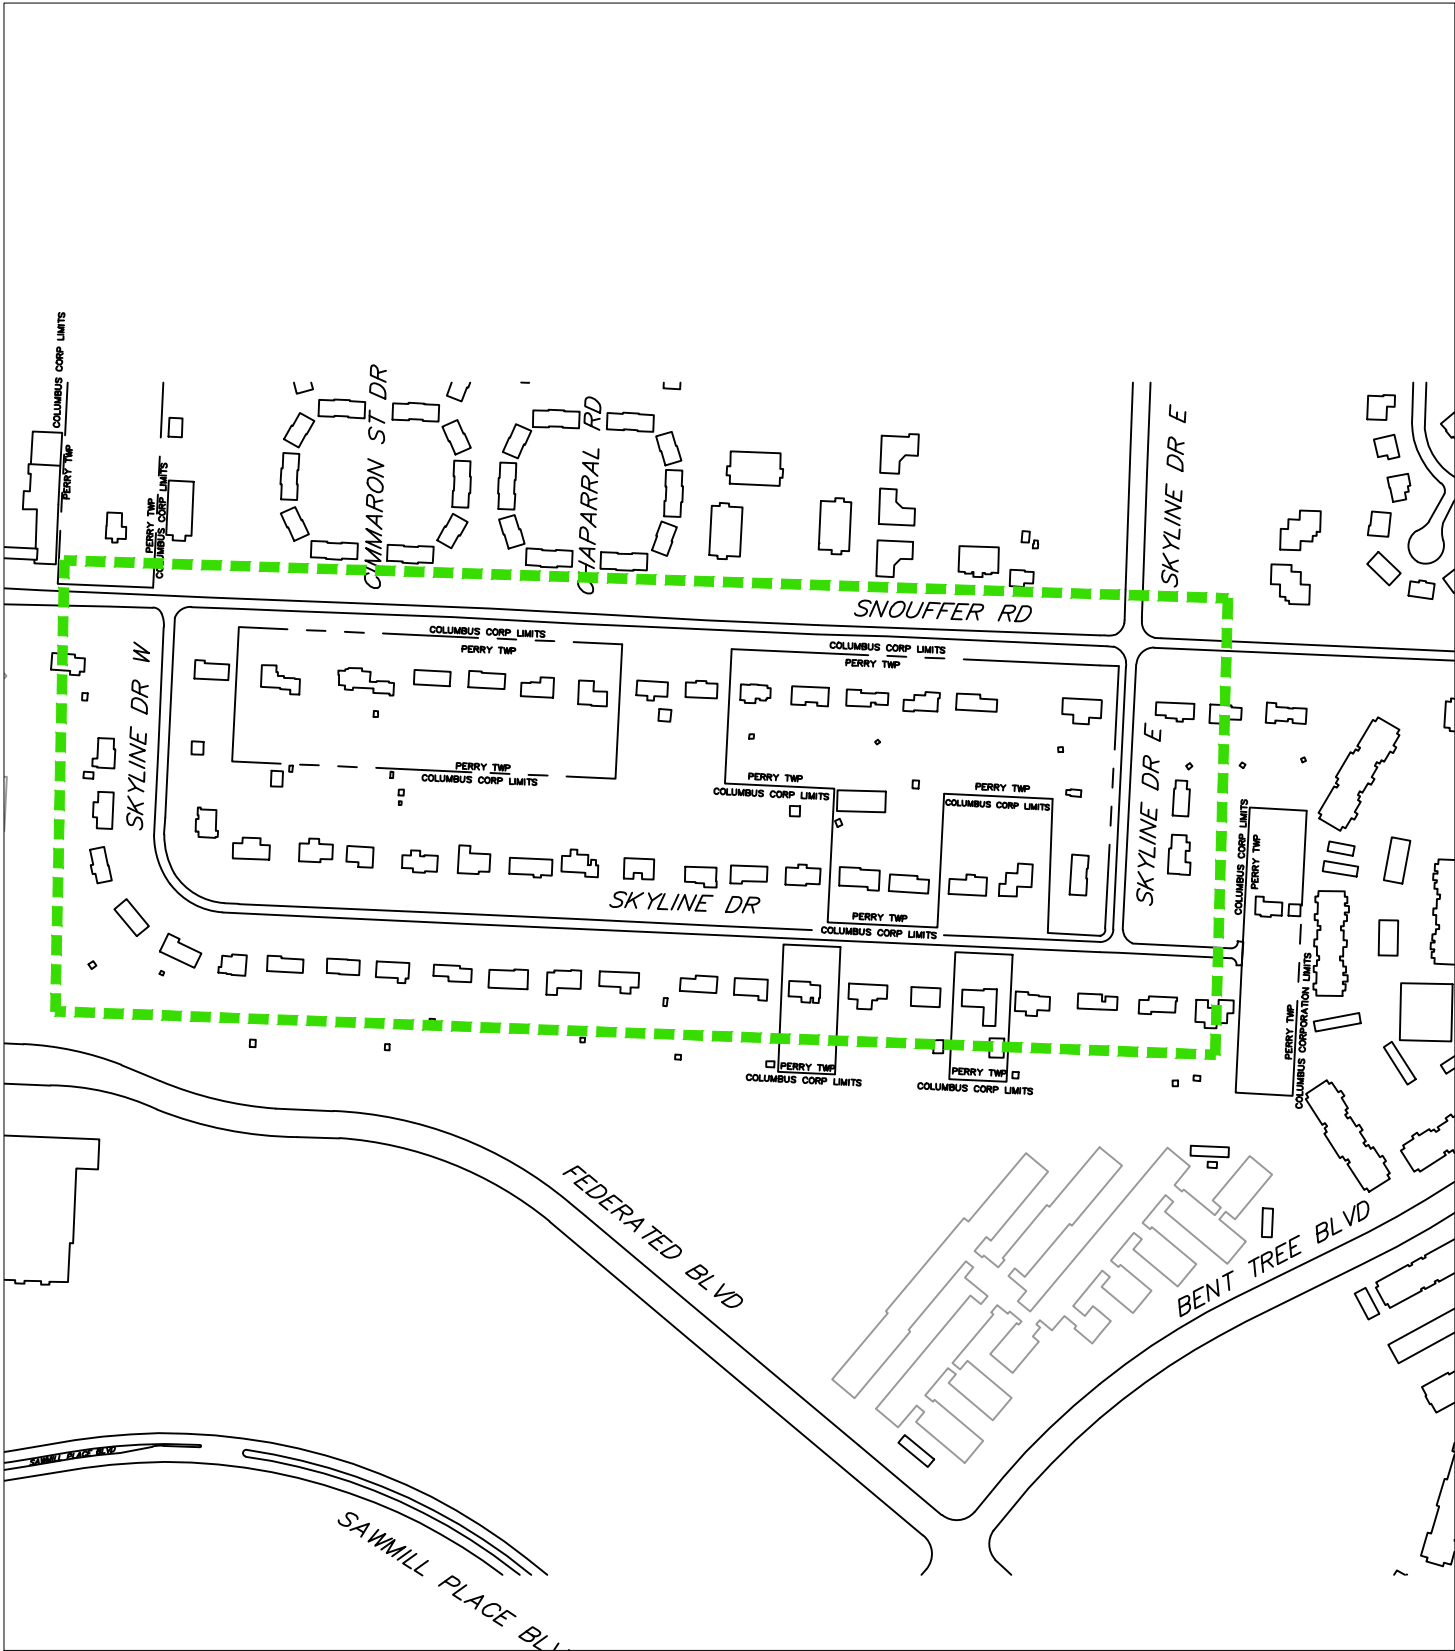 COLUMBUS CORP LIMITS
PERRY TWP
PERRY TWP
COLUMBUS CORP LIMITS
CIMMARON ST DR
CHAPARRAL RD
SKYLINE DR E
SNOUFFER RD
COLUMBUS CORP LIMITS
PERRY TWP
COLUMBUS CORP LIMITS
PERRY TWP
SKYLINE DR W
PERRY TWP
COLUMBUS CORP LIMITS
PERRY TWP
COLUMBUS CORP LIMITS
PERRY TWP
COLUMBUS CORP LIMITS
SKYLINE DR E
COLUMBUS CORP LIMITS
PERRY TWP
SKYLINE DR
PERRY TWP
COLUMBUS CORP LIMITS
PERRY TWP
COLUMBUS CORPORATION LIMITS
PERRY TWP
COLUMBUS CORP LIMITS
PERRY TWP
COLUMBUS CORP LIMITS
FEDERATED BLVD
BENT TREE BLVD
SAWMILL PLACE BLVD
SAWMILL PLACE BLV